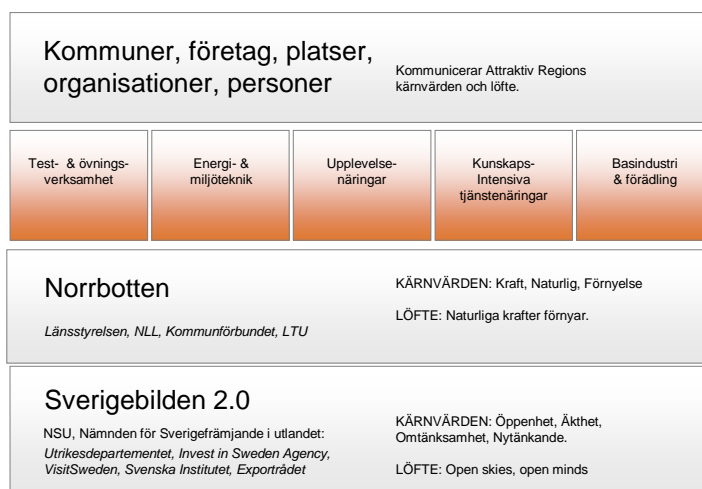 Kommuner, företag, platser,
organisationer, personer
Kommunicerar Attraktiv Regions
kärnvärden och löfte.
Test- & övnings-
verksamhet
Energi- &
miljöteknik
Upplevelse-
näringar
Kunskaps-
Intensiva
tjänstenäringar
Basindustri
& förädling
Norrbotten
Länsstyrelsen, NLL, Kommunförbundet, LTU
KÄRNVÄRDEN: Kraft, Naturlig, Förnyelse
LÖFTE: Naturliga krafter förnyar.
Sverigebilden 2.0
NSU, Nämnden för Sverigefrämjande i utlandet:
Utrikesdepartementet, Invest in Sweden Agency,
VisitSweden, Svenska Institutet, Exportrådet
KÄRNVÄRDEN: Öppenhet, Äkthet,
Omtänksamhet, Nytänkande.
LÖFTE: Open skies, open minds